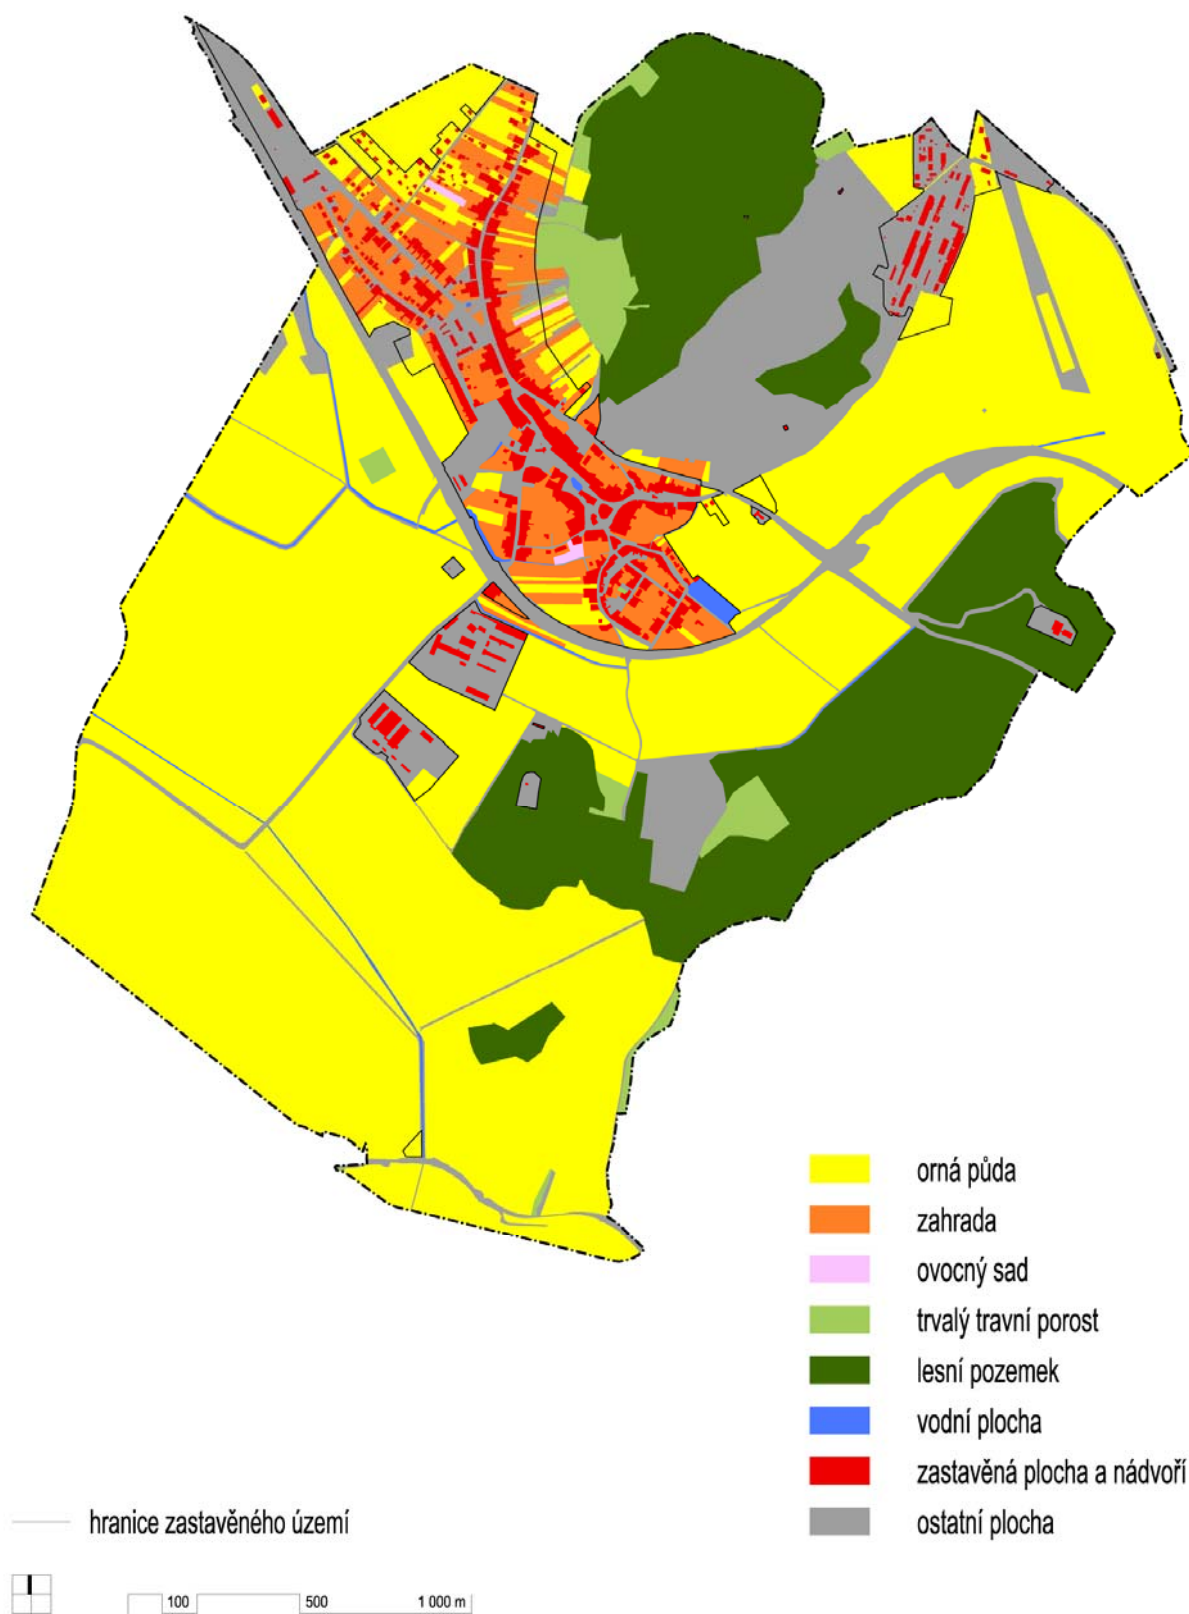 orná půda
zahrada
ovocný sad
trvalý travní porost
lesní pozemek
vodní plocha
zastavěná plocha a nádvoří
ostatní plocha
hranice zastavěného území
100 500 1 000 m